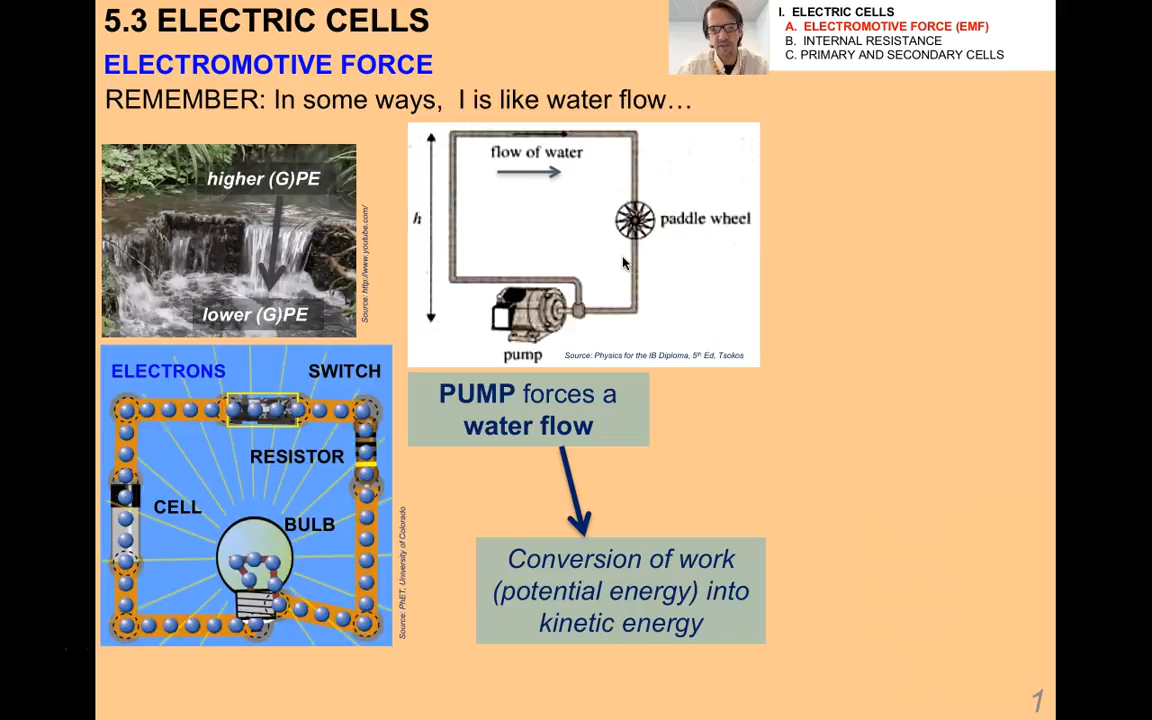 5.3 ELECTRIC CELLS
ELECTROMOTIVE FORCE
REMEMBER: In some ways, I is like water flow…
I. ELECTRIC CELLS
A. ELECTROMOTIVE FORCE (EMF)
B. INTERNAL RESISTANCE
C. PRIMARY AND SECONDARY CELLS
higher (G)PE
lower (G)PE
Source: http://www.youtube.com/
flow of water
h
paddle wheel
pump
Source: Physics for the IB Diploma, 5th Ed, Tsokos
ELECTRONS
SWITCH
RESISTOR
CELL
BULB
Source: PhET, University of Colorado
PUMP forces a
water flow
Conversion of work
(potential energy) into
kinetic energy
1